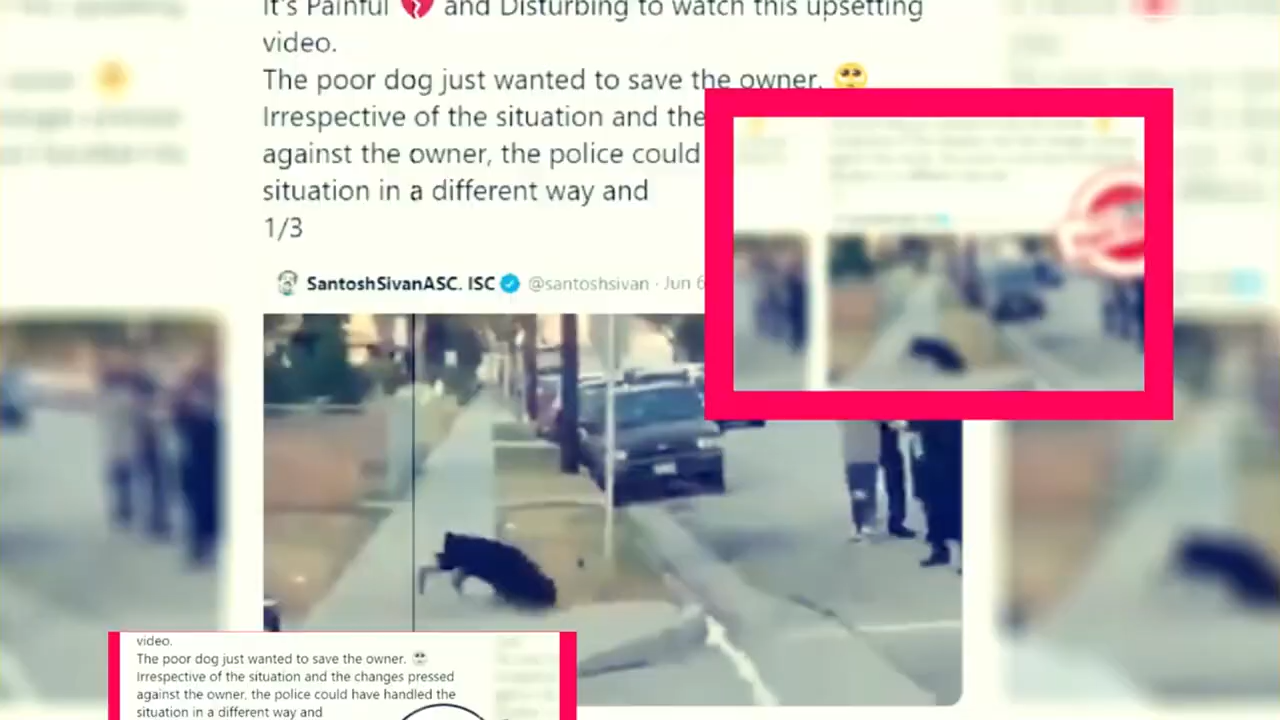 It's Painful 💔 and Disturbing to watch this upsetting
video.
The poor dog just wanted to save the owner. 🥺
Irrespective of the situation and the
against the owner, the police could
situation in a different way and
1/3
SantoshSivanASC. ISC @santoshsivan · Jun 6
video.
The poor dog just wanted to save the owner. 🥺
Irrespective of the situation and the changes pressed
against the owner, the police could have handled the
situation in a different way and